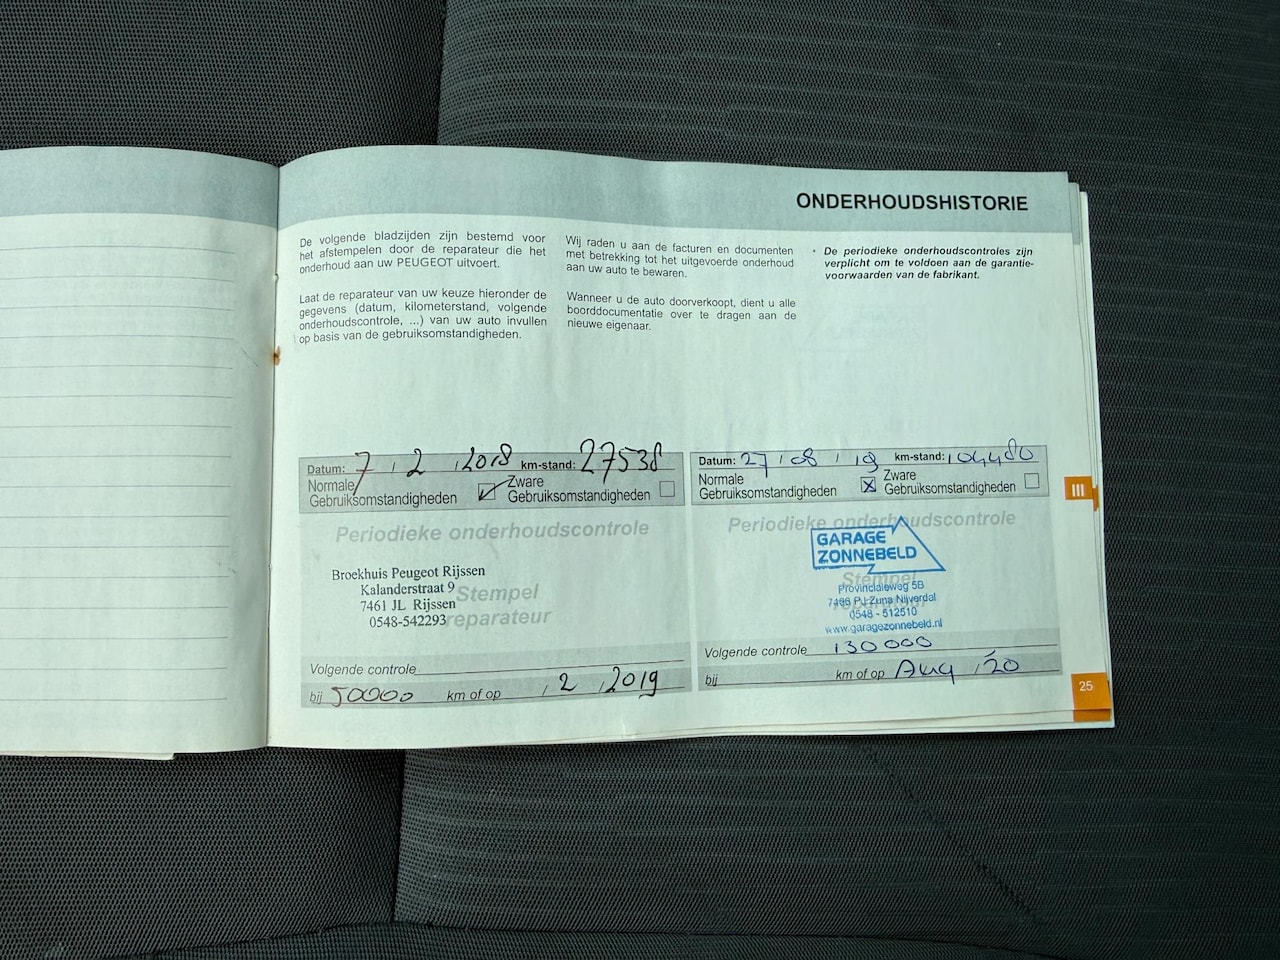 ONDERHOUDSHISTORIE
De volgende bladzijden zijn bestemd voor
het afstempelen door de reparateur die het
onderhoud aan uw PEUGEOT uitvoert.
Laat de reparateur van uw keuze hieronder de
gegevens (datum, kilometerstand, volgende
onderhoudscontrole, ...) van uw auto invullen
op basis van de gebruiksomstandigheden.
Wij raden u aan de facturen en documenten
met betrekking tot het uitgevoerde onderhoud
aan uw auto te bewaren.
Wanneer u de auto doorverkoopt, dient u alle
boorddocumentatie over te dragen aan de
nieuwe eigenaar.
• De periodieke onderhoudscontroles zijn
verplicht om te voldoen aan de garantie-
voorwaarden van de fabrikant.
Datum: 7 / 2 / 2018 km-stand: 27538
Normale Zware
Gebruiksomstandigheden Gebruiksomstandigheden
Periodieke onderhoudscontrole
Broekhuis Peugeot Rijssen
Kalanderstraat 9
Stempel
7461 JL Rijssen
0548-542293
reparateur
Volgende controle
bij 50000 km of op / 2 / 2019
Datum: 27 / 08 / 19 km-stand: 104480
Normale Zware
Gebruiksomstandigheden Gebruiksomstandigheden
Periodieke onderhoudscontrole
GARAGE
ZONNEBELD
Stempel
Provincialeweg 5B
PJ Zuna Nijverdal
0548 - 512510
www.garagezonnebeld.nl
Volgende controle 130000
bij km of op Aug / 20
III
25